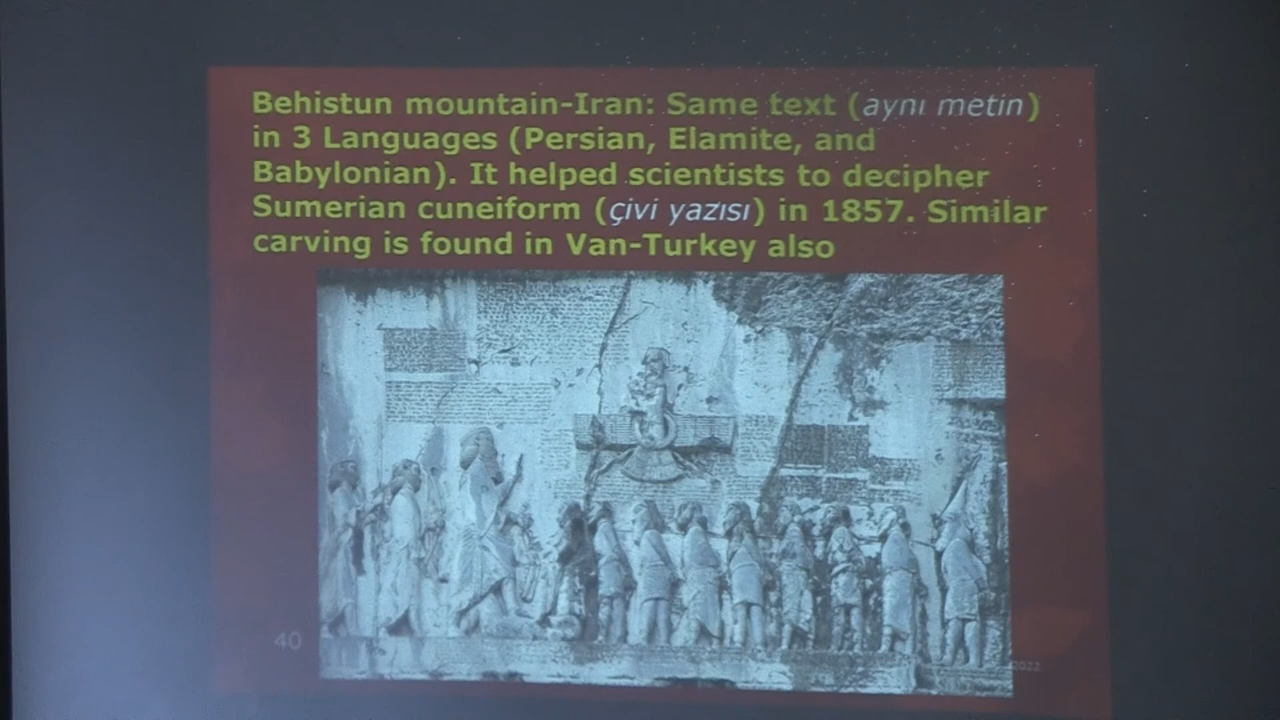 Behistun mountain-Iran: Same text (aynı metin)
in 3 Languages (Persian, Elamite, and
Babylonian). It helped scientists to decipher
Sumerian cuneiform (çivi yazısı) in 1857. Similar
carving is found in Van-Turkey also
40
2022